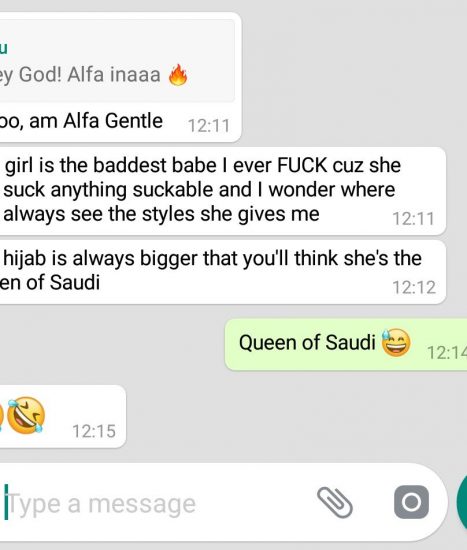 u
ey God! Alfa inaaa 🔥
oo, am Alfa Gentle 12:11
girl is the baddest babe I ever FUCK cuz she
suck anything suckable and I wonder where
always see the styles she gives me 12:11
hijab is always bigger that you'll think she's the
en of Saudi 12:12
Queen of Saudi 😅 12:14
🤣 12:15
Type a message